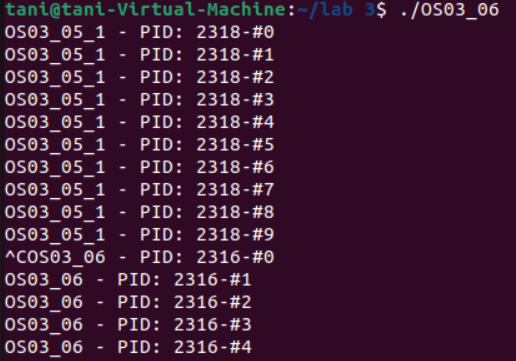 tani@tani-Virtual-Machine:~/lab 3$ ./OS03_06
OS03_05_1 - PID: 2318-#0
OS03_05_1 - PID: 2318-#1
OS03_05_1 - PID: 2318-#2
OS03_05_1 - PID: 2318-#3
OS03_05_1 - PID: 2318-#4
OS03_05_1 - PID: 2318-#5
OS03_05_1 - PID: 2318-#6
OS03_05_1 - PID: 2318-#7
OS03_05_1 - PID: 2318-#8
OS03_05_1 - PID: 2318-#9
^COS03_06 - PID: 2316-#0
OS03_06 - PID: 2316-#1
OS03_06 - PID: 2316-#2
OS03_06 - PID: 2316-#3
OS03_06 - PID: 2316-#4